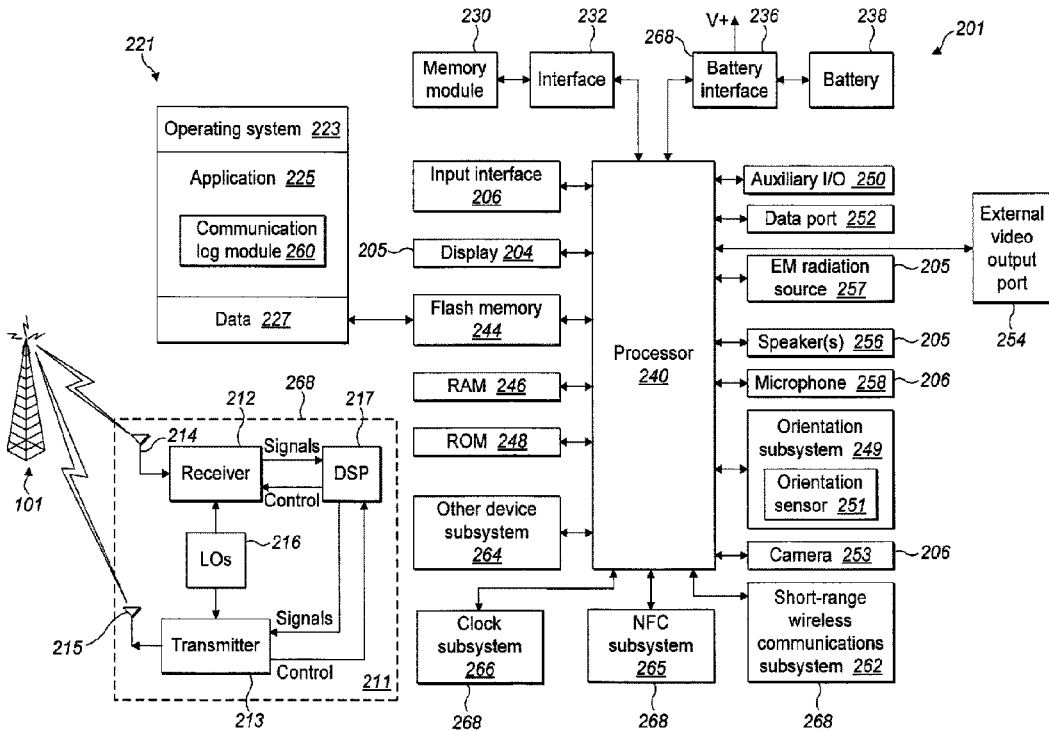 230
232
V+
236
238
268
201
221
Memory
module
Interface
Battery
interface
Battery
Operating system 223
Application 225
Communication
log module 260
Data 227
Input interface
206
205
Display 204
Flash memory
244
RAM 246
ROM 248
Other device
subsystem
264
Processor
240
Auxiliary I/O 250
Data port 252
EM radiation
source 257
205
External
video
output
port
254
Speaker(s) 256
205
Microphone 258
206
Orientation
subsystem 249
Orientation
sensor 251
Camera 253
206
Short-range
wireless
communications
subsystem 262
268
NFC
subsystem
265
268
Clock
subsystem
266
268
101
268
212
217
214
Signals
Receiver
DSP
Control
216
LOs
215
Signals
Transmitter
Control
211
213